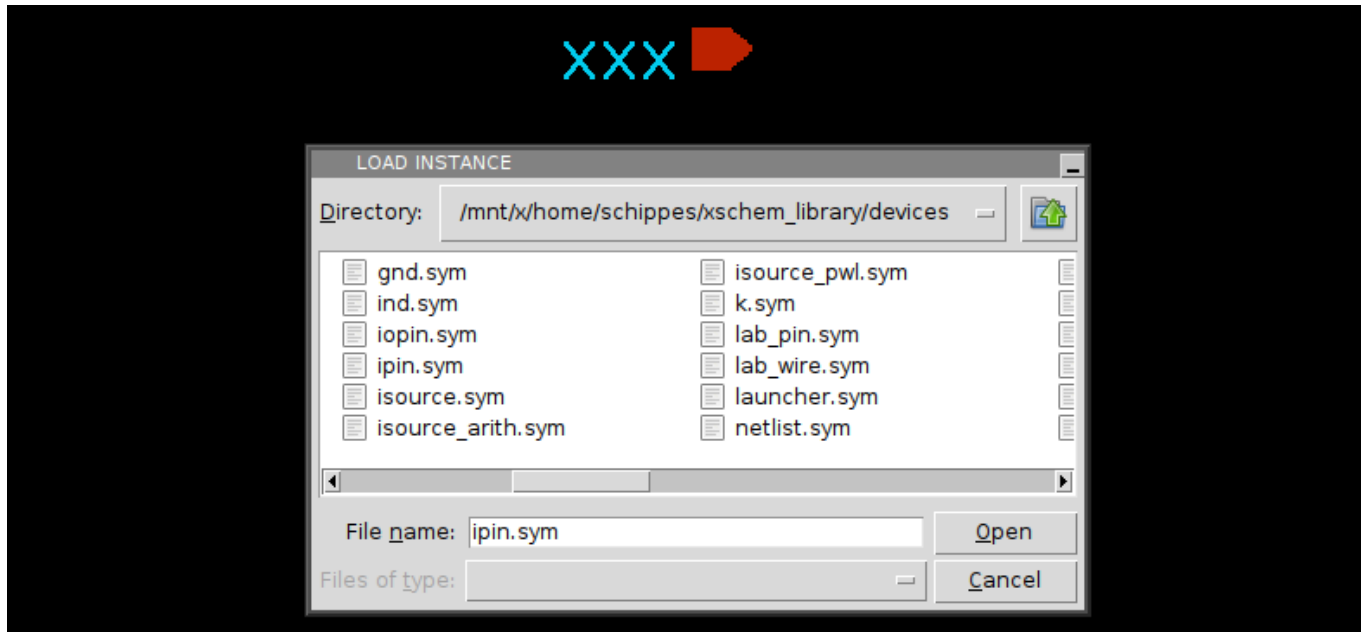 xxx
LOAD INSTANCE
Directory: /mnt/x/home/schippes/xschem_library/devices
gnd.sym
ind.sym
iopin.sym
ipin.sym
isource.sym
isource_arith.sym
isource_pwl.sym
k.sym
lab_pin.sym
lab_wire.sym
launcher.sym
netlist.sym
File name: ipin.sym
Open
Files of type:
Cancel